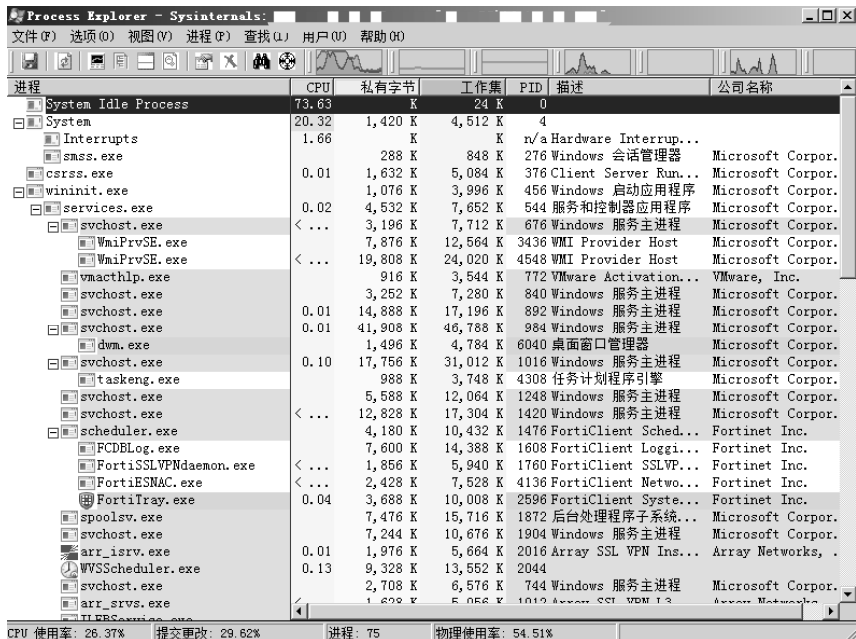 Process Explorer - Sysinternals:
文件(F) 选项(O) 视图(V) 进程(P) 查找(L) 用户(U) 帮助(H)
进程 CPU 私有字节 工作集 PID 描述 公司名称
System Idle Process 73.63 K 24 K 0
System 20.32 1,420 K 4,512 K 4
Interrupts 1.66 K K n/a Hardware Interrup...
smss.exe 288 K 848 K 276 Windows 会话管理器 Microsoft Corpor.
csrss.exe 0.01 1,632 K 5,084 K 376 Client Server Run... Microsoft Corpor.
wininit.exe 1,076 K 3,996 K 456 Windows 启动应用程序 Microsoft Corpor.
services.exe 0.02 4,532 K 7,652 K 544 服务和控制器应用程序 Microsoft Corpor.
svchost.exe < ... 3,196 K 7,712 K 676 Windows 服务主进程 Microsoft Corpor.
WmiPrvSE.exe 7,876 K 12,564 K 3436 WMI Provider Host Microsoft Corpor.
WmiPrvSE.exe < ... 19,808 K 24,020 K 4548 WMI Provider Host Microsoft Corpor.
vmacthlp.exe 916 K 3,544 K 772 VMware Activation... VMware, Inc.
svchost.exe 3,252 K 7,280 K 840 Windows 服务主进程 Microsoft Corpor.
svchost.exe 0.01 14,888 K 17,196 K 892 Windows 服务主进程 Microsoft Corpor.
svchost.exe 0.01 41,908 K 46,788 K 984 Windows 服务主进程 Microsoft Corpor.
dwm.exe 1,496 K 4,784 K 6040 桌面窗口管理器 Microsoft Corpor.
svchost.exe 0.10 17,756 K 31,012 K 1016 Windows 服务主进程 Microsoft Corpor.
taskeng.exe 988 K 3,748 K 4308 任务计划程序引擎 Microsoft Corpor.
svchost.exe 5,588 K 12,064 K 1248 Windows 服务主进程 Microsoft Corpor.
svchost.exe < ... 12,828 K 17,304 K 1420 Windows 服务主进程 Microsoft Corpor.
scheduler.exe 4,180 K 10,432 K 1476 FortiClient Sched... Fortinet Inc.
FCDBLog.exe 7,600 K 14,388 K 1608 FortiClient Loggi... Fortinet Inc.
FortiSSLVPNdaemon.exe < ... 1,856 K 5,940 K 1760 FortiClient SSLVP... Fortinet Inc.
FortiESNAC.exe < ... 2,428 K 7,528 K 4136 FortiClient Netwo... Fortinet Inc.
FortiTray.exe 0.04 3,688 K 10,008 K 2596 FortiClient Syste... Fortinet Inc.
spoolsv.exe 7,476 K 15,716 K 1872 后台处理程序子系统... Microsoft Corpor.
svchost.exe 7,244 K 10,676 K 1904 Windows 服务主进程 Microsoft Corpor.
arr_isrv.exe 0.01 1,976 K 5,664 K 2016 Array SSL VPN Ins... Array Networks, .
WVSScheduler.exe 0.13 9,328 K 13,552 K 2044
svchost.exe 2,708 K 6,576 K 744 Windows 服务主进程 Microsoft Corpor.
arr_srvs.exe < 1,628 K 5,056 K 1012 Array SSL VPN L3
CPU 使用率: 26.37% 提交更改: 29.62% 进程: 75 物理使用率: 54.51%